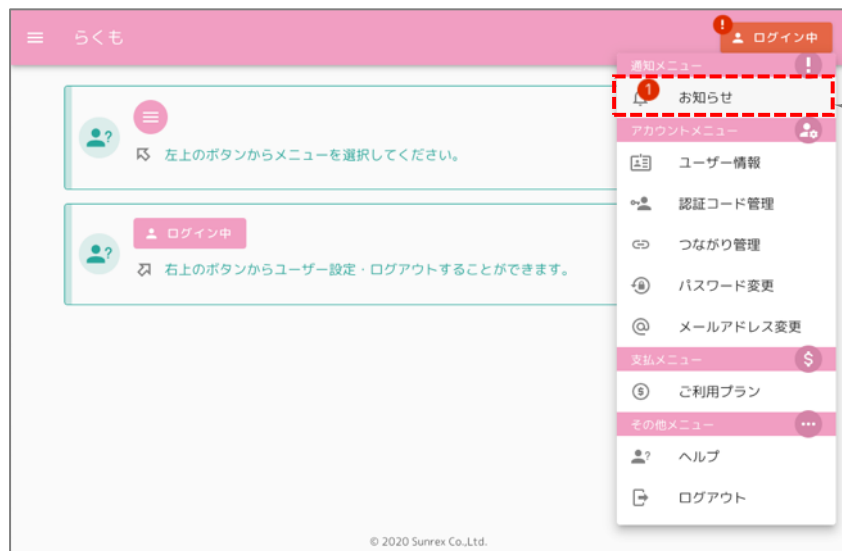 らくも
! ログイン中
左上のボタンからメニューを選択してください。
ログイン中
右上のボタンからユーザー設定・ログアウトすることができます。
通知メニュー !
1 お知らせ
アカウントメニュー
ユーザー情報
認証コード管理
つながり管理
パスワード変更
@ メールアドレス変更
支払メニュー $
$ ご利用プラン
その他メニュー
? ヘルプ
ログアウト
© 2020 Sunrex Co.,Ltd.